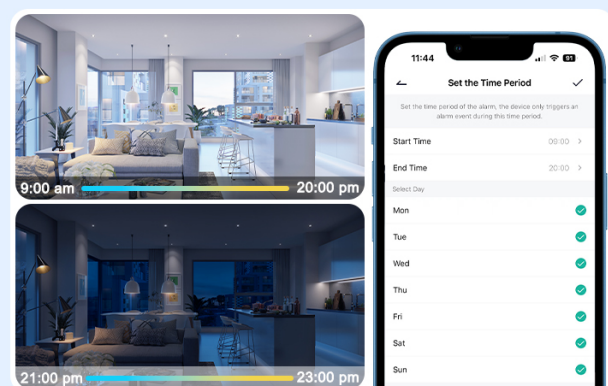 9:00 am 20:00 pm
21:00 pm 23:00 pm
11:44 91
Set the Time Period
Set the time period of the alarm, the device only triggers an
alarm event during this time period.
Start Time 09:00
End Time 20:00
Select Day
Mon
Tue
Wed
Thu
Fri
Sat
Sun